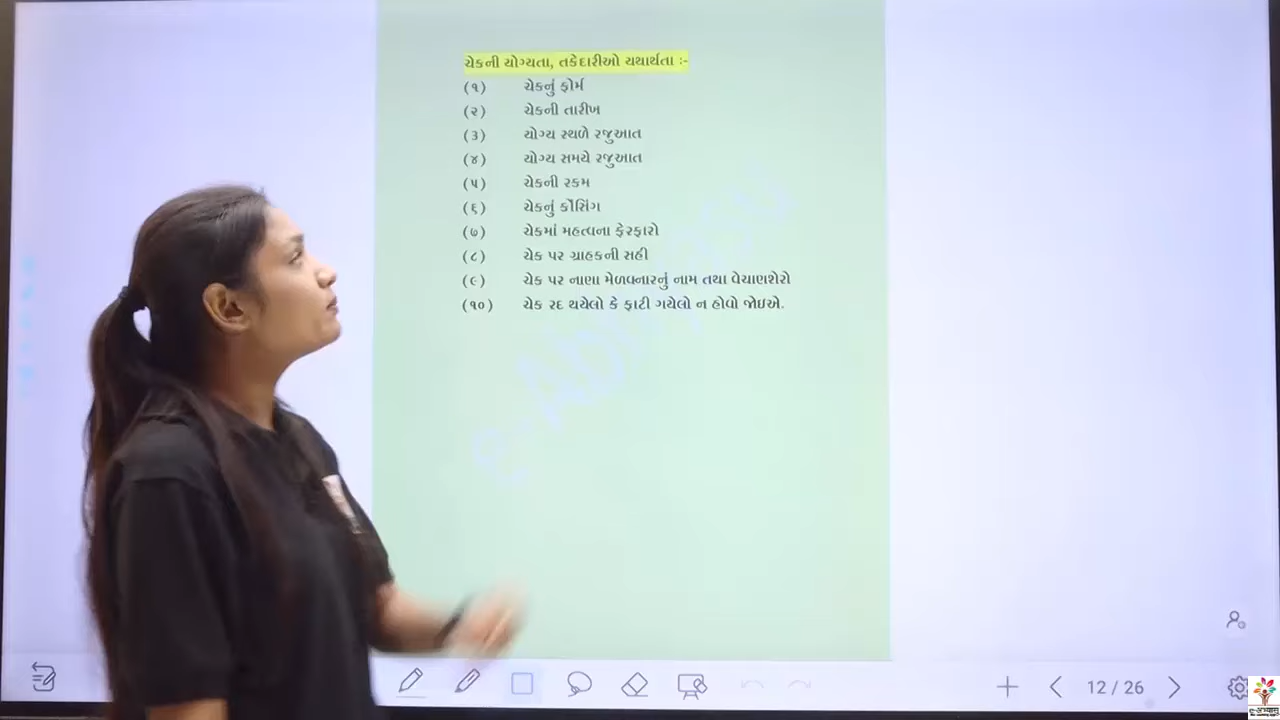 ચેકની યોગ્યતા, તકેદારીઓ યથાર્થતા :-
(૧) ચેકનું ફોર્મ
(૨) ચેકની તારીખ
(૩) યોગ્ય સ્થળે રજુઆત
(૪) યોગ્ય સમયે રજુઆત
(૫) ચેકની રકમ
(૬) ચેકનું ક્રૉસિંગ
(૭) ચેકમાં મહત્વના ફેરફારો
(૮) ચેક પર ગ્રાહકની સહી
(૯) ચેક પર નાણા મેળવનારનું નામ તથા વેચાણશેરો
(૧૦) ચેક રદ થયેલો કે ફાટી ગયેલો ન હોવો જોઇએ.
12 / 26